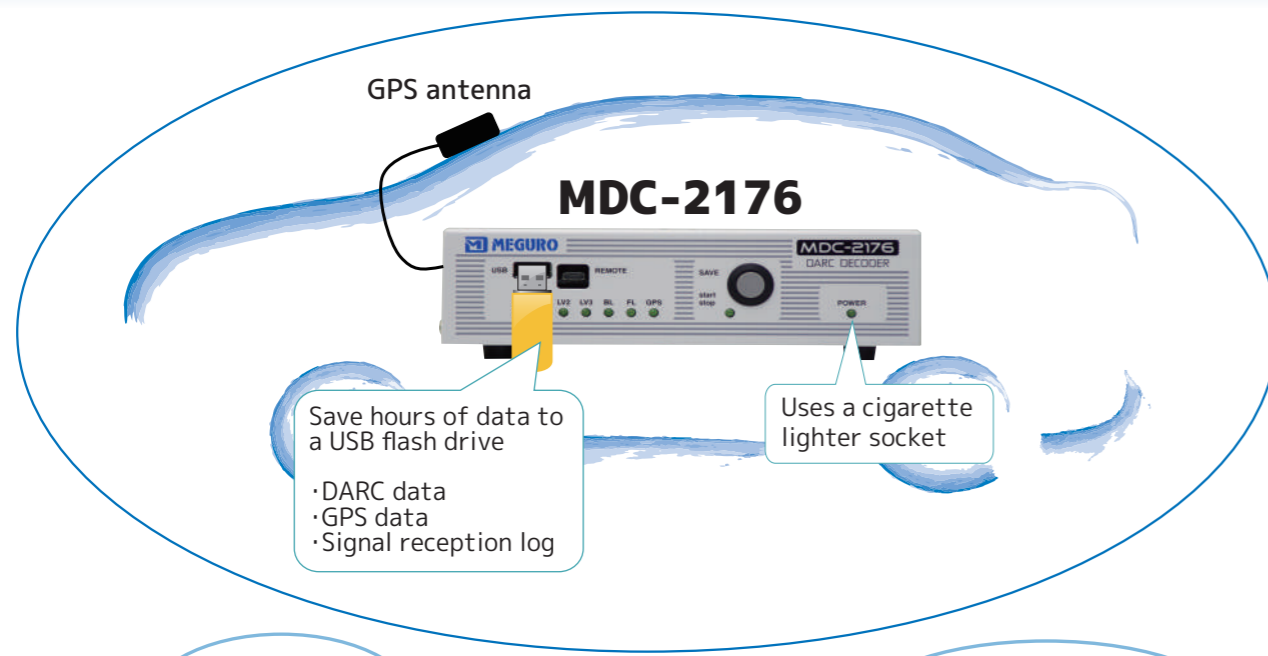 GPS antenna
MDC-2176
MEGURO
MDC-2176
DARC DECODER
USB
REMOTE
SAVE
LV2 LV3 BL FL GPS
start
stop
POWER
Save hours of data to
a USB flash drive
·DARC data
·GPS data
·Signal reception log
Uses a cigarette
lighter socket